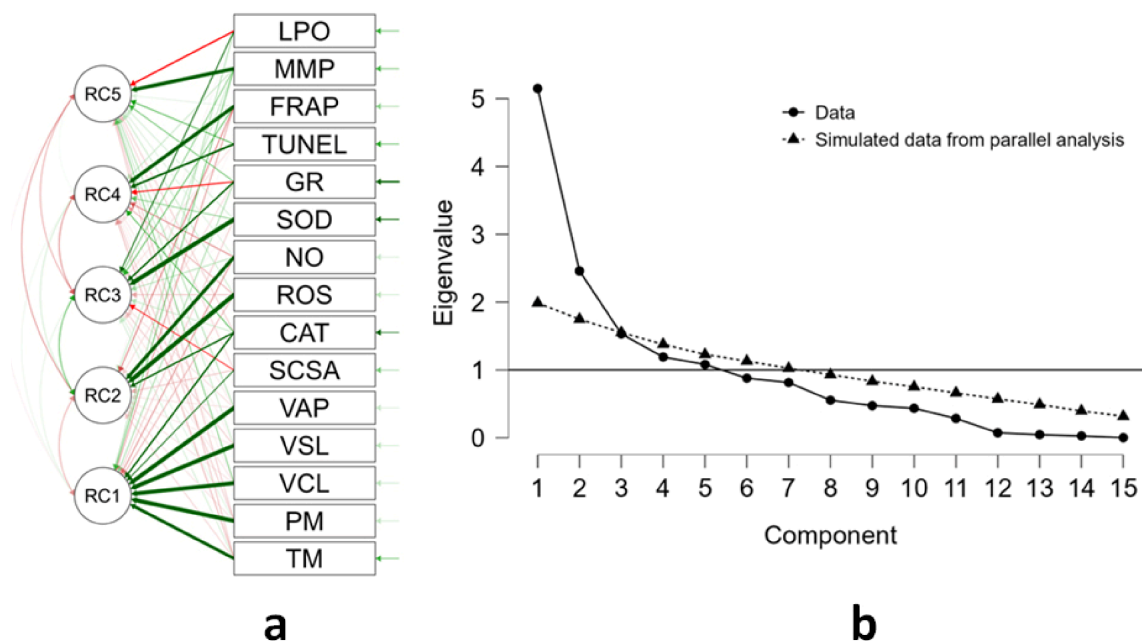 LPO
MMP
FRAP
TUNEL
GR
SOD
NO
ROS
CAT
SCSA
VAP
VSL
VCL
PM
TM
RC5
RC4
RC3
RC2
RC1
a
Eigenvalue
5
4
3
2
1
0
Data
Simulated data from parallel analysis
1 2 3 4 5 6 7 8 9 10 11 12 13 14 15
Component
b